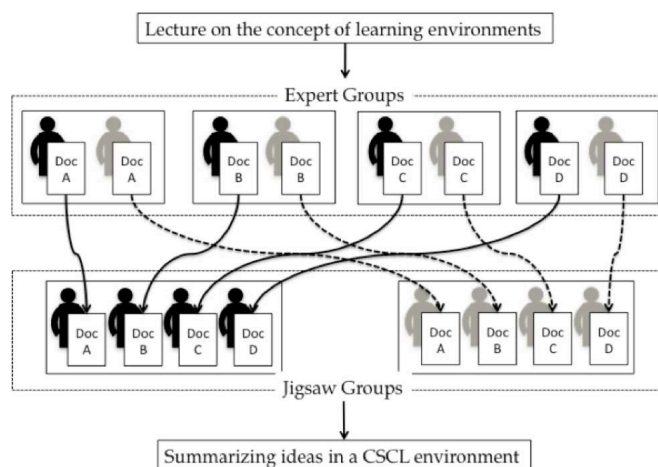 Lecture on the concept of learning environments
Expert Groups
Doc
A
Doc
A
Doc
B
Doc
B
Doc
C
Doc
C
Doc
D
Doc
D
Doc
A
Doc
B
Doc
C
Doc
D
Doc
A
Doc
B
Doc
C
Doc
D
Jigsaw Groups
Summarizing ideas in a CSCL environment